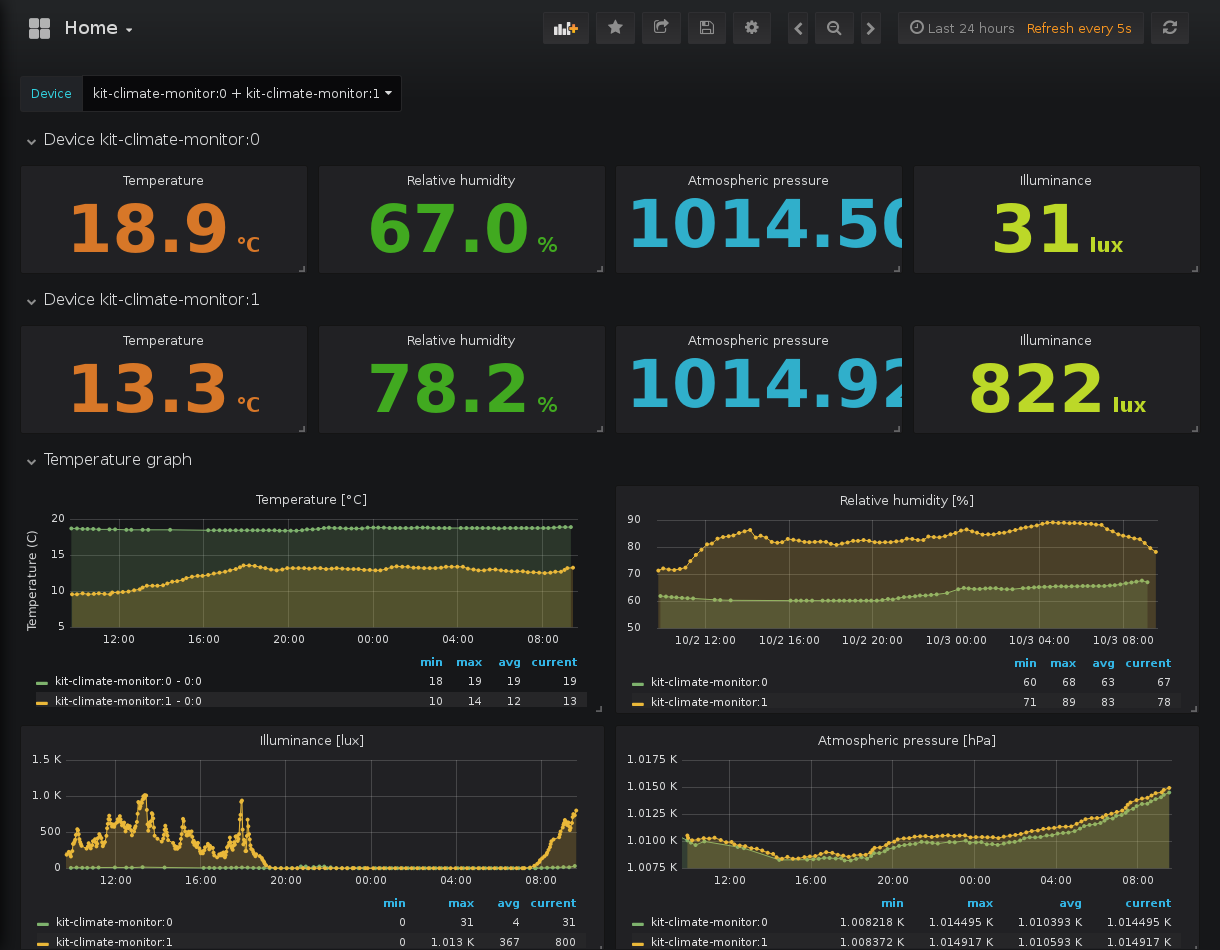 Home
Last 24 hours Refresh every 5s
Device kit-climate-monitor:0 + kit-climate-monitor:1
Device kit-climate-monitor:0
Temperature Relative humidity Atmospheric pressure Illuminance
18.9 °C 67.0 % 1014.50 31 lux
Device kit-climate-monitor:1
Temperature Relative humidity Atmospheric pressure Illuminance
13.3 °C 78.2 % 1014.92 822 lux
Temperature graph
Temperature [°C]
Temperature (C)
20
15
10
5
12:00 16:00 20:00 00:00 04:00 08:00
min max avg current
kit-climate-monitor:0 - 0:0 18 19 19 19
kit-climate-monitor:1 - 0:0 10 14 12 13
Relative humidity [%]
90
80
70
60
50
10/2 12:00 10/2 16:00 10/2 20:00 10/3 00:00 10/3 04:00 10/3 08:00
min max avg current
kit-climate-monitor:0 60 68 63 67
kit-climate-monitor:1 71 89 83 78
Illuminance [lux]
1.5 K
1.0 K
500
0
12:00 16:00 20:00 00:00 04:00 08:00
min max avg current
kit-climate-monitor:0 0 31 4 31
kit-climate-monitor:1 0 1.013 K 367 800
Atmospheric pressure [hPa]
1.0175 K
1.0150 K
1.0125 K
1.0100 K
1.0075 K
12:00 16:00 20:00 00:00 04:00 08:00
min max avg current
kit-climate-monitor:0 1.008218 K 1.014495 K 1.010393 K 1.014495 K
kit-climate-monitor:1 1.008372 K 1.014917 K 1.010593 K 1.014917 K